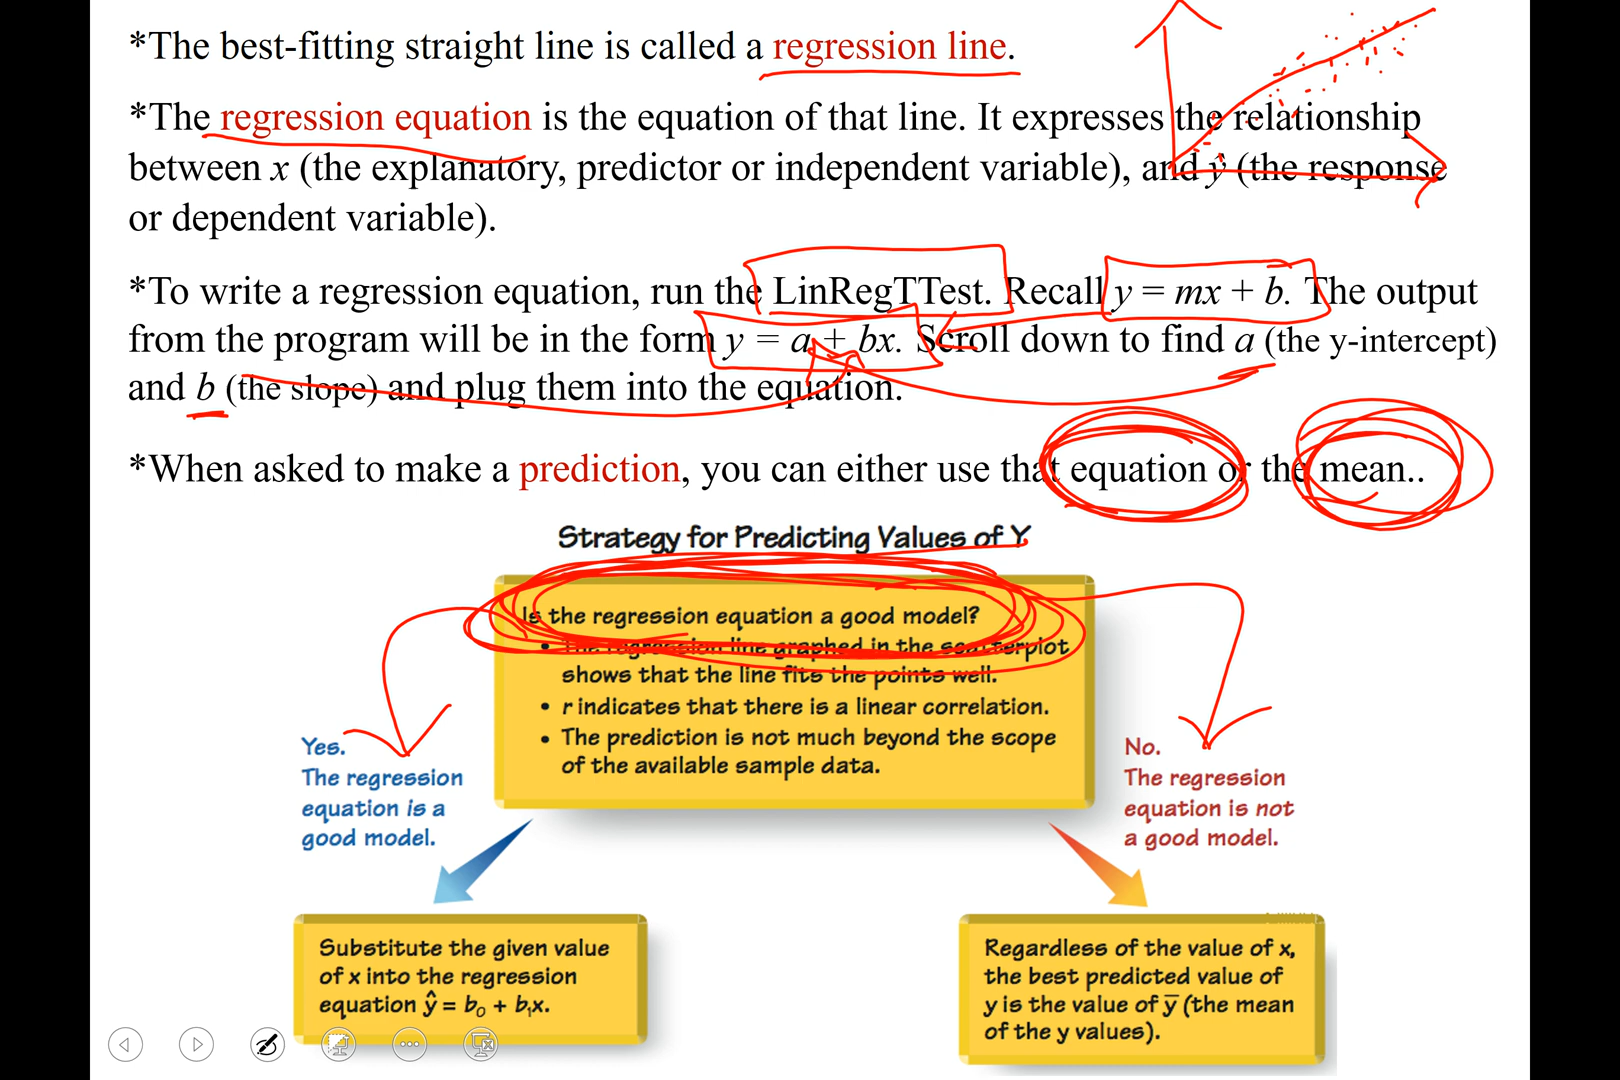 *The best-fitting straight line is called a regression line.
*The regression equation is the equation of that line. It expresses the relationship
between x (the explanatory, predictor or independent variable), and ŷ (the response
or dependent variable).
*To write a regression equation, run the LinRegTTest. Recall y = mx + b. The output
from the program will be in the form y = a + bx. Scroll down to find a (the y-intercept)
and b (the slope) and plug them into the equation.
*When asked to make a prediction, you can either use that equation or the mean..
Strategy for Predicting Values of Y
Is the regression equation a good model?
• The regression line graphed in the scatterplot
shows that the line fits the points well.
• r indicates that there is a linear correlation.
• The prediction is not much beyond the scope
of the available sample data.
Yes.
The regression
equation is a
good model.
No.
The regression
equation is not
a good model.
Substitute the given value
of x into the regression
equation ŷ = b₀ + b₁x.
Regardless of the value of x,
the best predicted value of
y is the value of ȳ (the mean
of the y values).